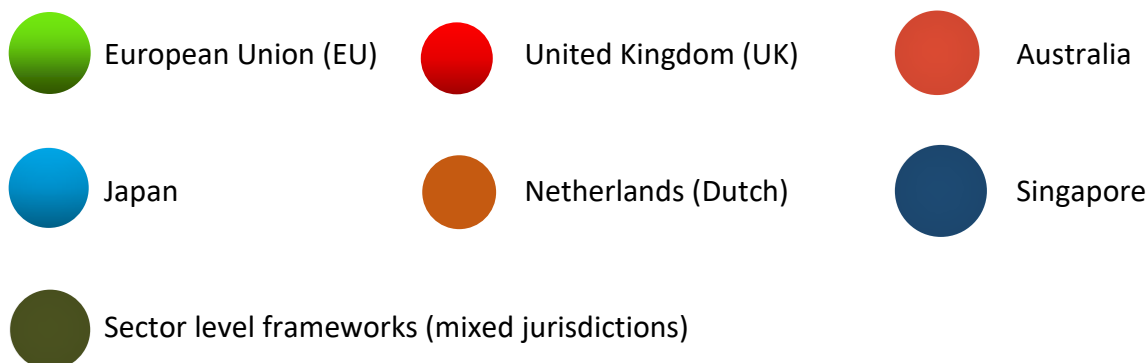 European Union (EU)
United Kingdom (UK)
Australia
Japan
Netherlands (Dutch)
Singapore
Sector level frameworks (mixed jurisdictions)